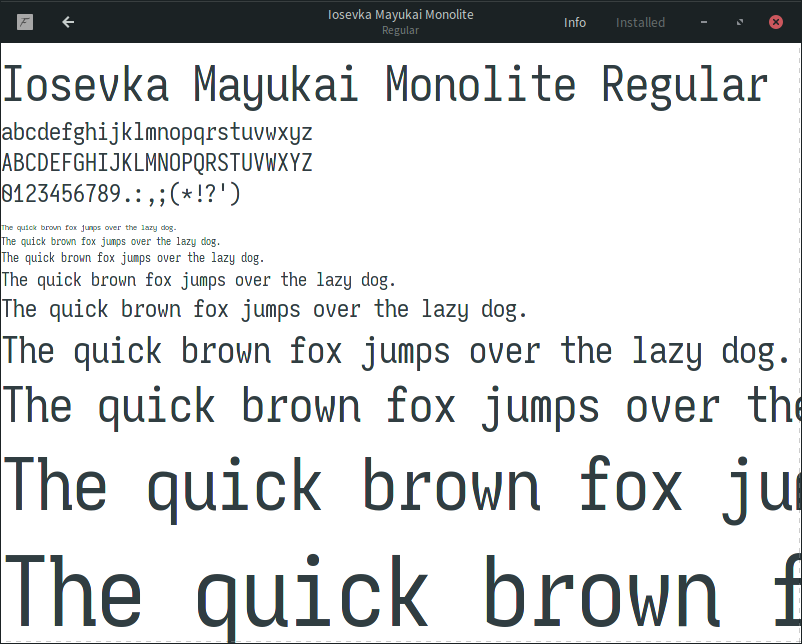 F
Iosevka Mayukai Monolite
Regular
Info
Installed
Iosevka Mayukai Monolite Regular
abcdefghijklmnopqrstuvwxyz
ABCDEFGHIJKLMNOPQRSTUVWXYZ
0123456789.:,;(*!?')
The quick brown fox jumps over the lazy dog.
The quick brown fox jumps over the lazy dog.
The quick brown fox jumps over the lazy dog.
The quick brown fox jumps over the lazy dog.
The quick brown fox jumps over the lazy dog.
The quick brown fox jumps over the lazy dog.
The quick brown fox jumps over the
The quick brown fox ju
The quick brown f